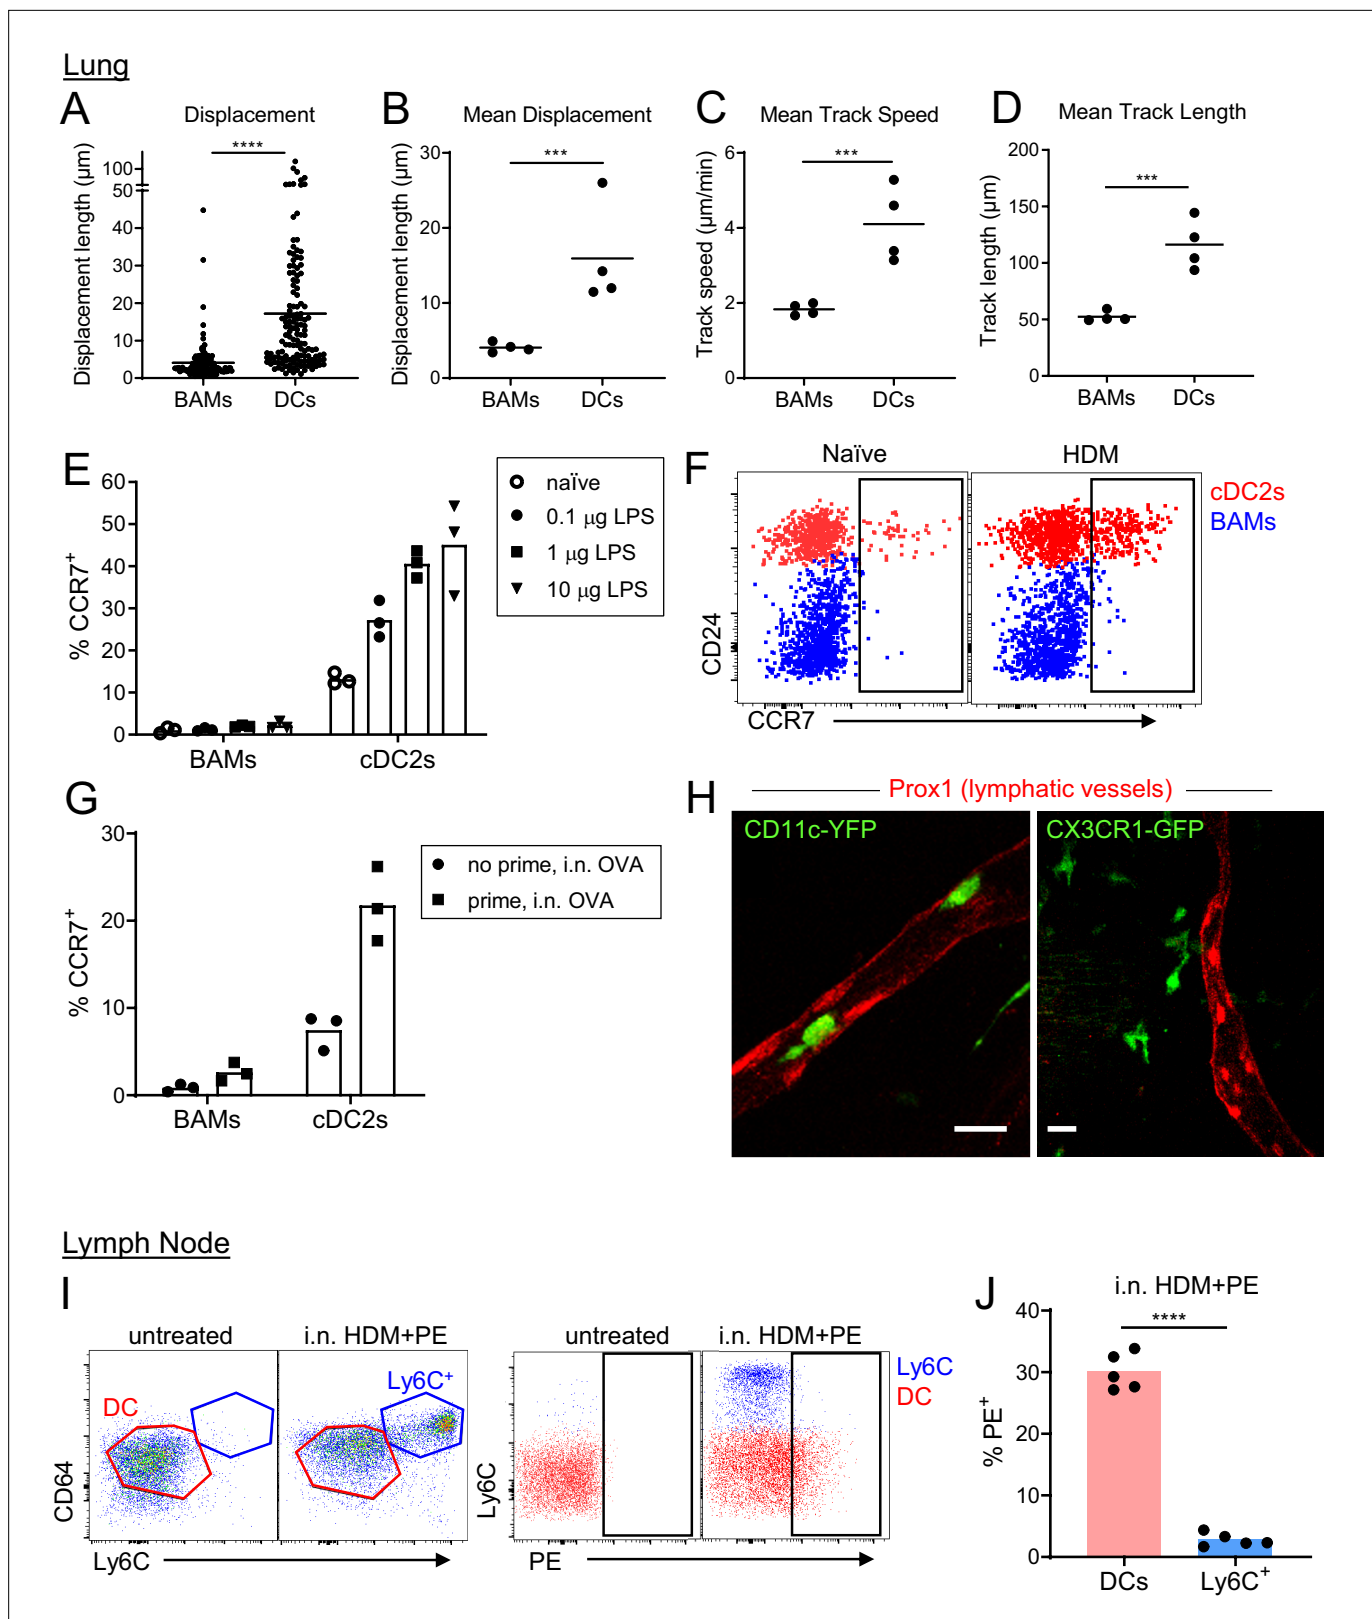 Lung
A
Displacement
****
Displacement length (µm)
100
50
40
30
20
10
0
BAMs DCs
B
Mean Displacement
***
Displacement length (µm)
30
20
10
0
BAMs DCs
C
Mean Track Speed
***
Track speed (µm/min)
6
4
2
0
BAMs DCs
D
Mean Track Length
***
Track length (µm)
200
150
100
50
0
BAMs DCs
E
% CCR7+
60
50
40
30
20
10
0
BAMs cDC2s
naïve
0.1 µg LPS
1 µg LPS
10 µg LPS
F
Naïve HDM
cDC2s
BAMs
CD24
CCR7
G
% CCR7+
30
20
10
0
BAMs cDC2s
no prime, i.n. OVA
prime, i.n. OVA
H
Prox1 (lymphatic vessels)
CD11c-YFP CX3CR1-GFP
Lymph Node
I
untreated i.n. HDM+PE
DC
Ly6C+
CD64
Ly6C
untreated i.n. HDM+PE
Ly6C
DC
Ly6C
PE
J
i.n. HDM+PE
****
% PE+
40
30
20
10
0
DCs Ly6C+